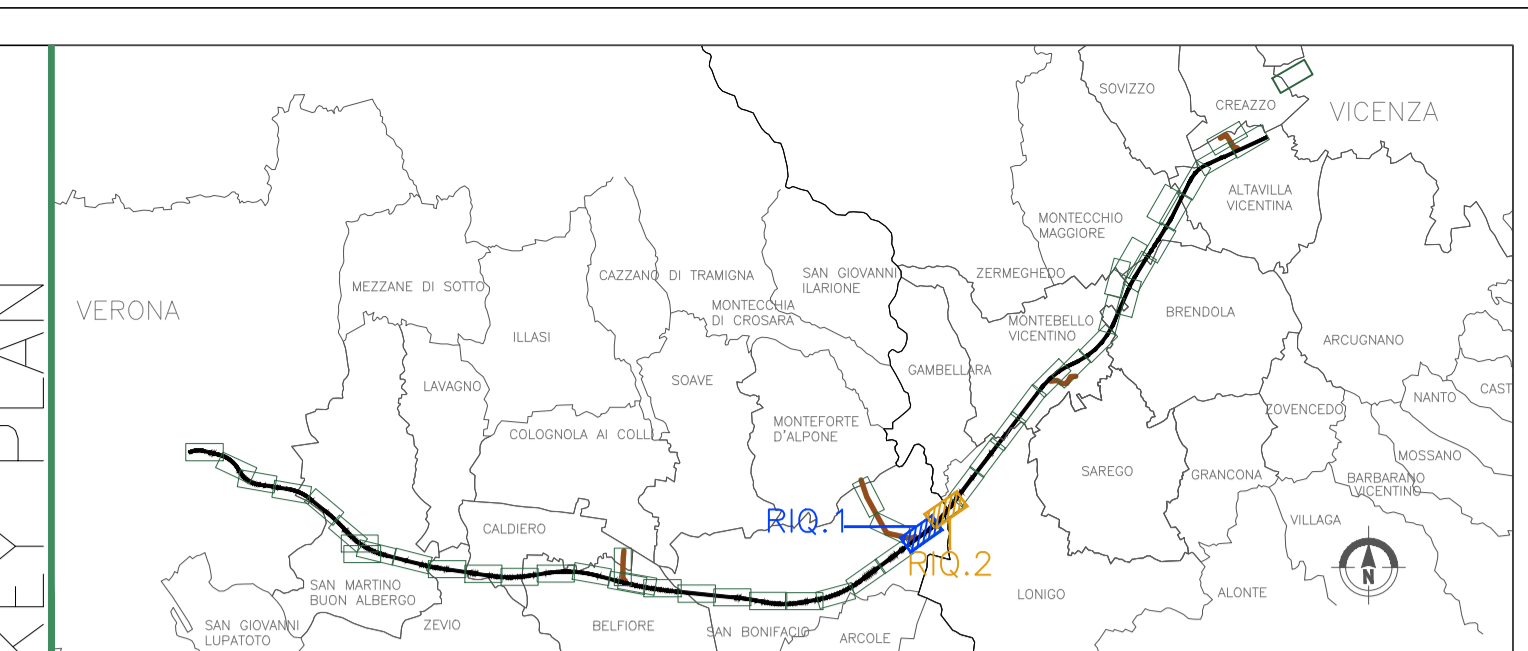 KEY PLAN
SOVIZZO
CREAZZO
VICENZA
ALTAVILLA
VICENTINA
MONTECCHIO
MAGGIORE
CAZZANO DI TRAMIGNA
SAN GIOVANNI
ILARIONE
ZERMEGHEDO
MEZZANE DI SOTTO
VERONA
MONTECCHIA
DI CROSARA
BRENDOLA
MONTEBELLO
VICENTINO
ILLASI
ARCUGNANO
GAMBELLARA
SOAVE
LAVAGNO
CAST
NANTO
ZOVENCEDO
MONTEFORTE
D'ALPONE
COLOGNOLA AI COLLI
MOSSANO
SAREGO
GRANCONA
BARBARANO
VICENTINO
RIQ.1
VILLAGA
CALDIERO
RIQ.2
N
SAN MARTINO
BUON ALBERGO
LONIGO
ALONTE
SAN GIOVANNI
LUPATOTO
ZEVIO
BELFIORE
SAN BONIFACIO
ARCOLE